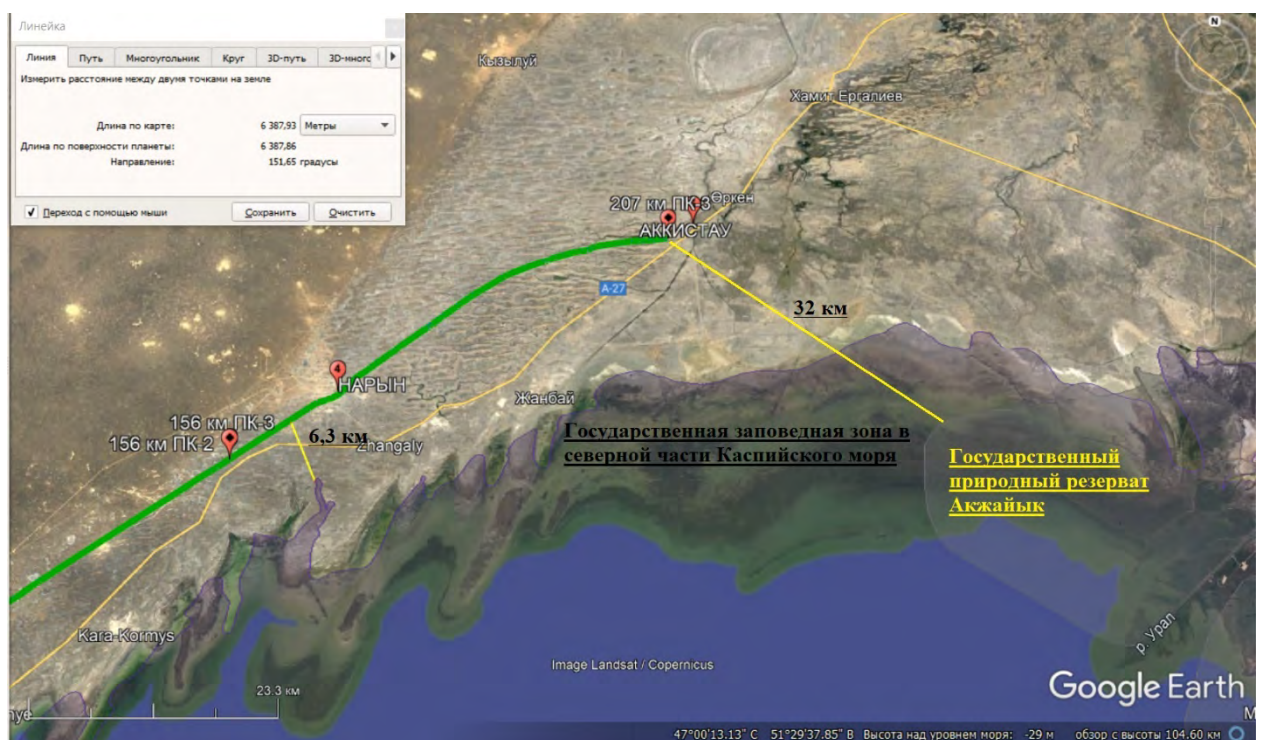 Линейка
Линия Путь Многоугольник Круг 3D-путь 3D-многс
Измерить расстояние между двумя точками на земле
Длина по карте: 6 387,93 Метры
Длина по поверхности планеты: 6 387,86
Направление: 151,65 градусы
Переход с помощью мыши Сохранить Очистить
N
Кызылуй
Хамит Ергалиев
207 км ПК-3
Өркен
АККИСТАУ
А-27
32 км
4
НАРЫН
Жанбай
156 км ПК-3
156 км ПК-2
6,3 км
Zhangaly
Государственная заповедная зона в
северной части Каспийского моря
Государственный
природный резерват
Акжайык
Kara-Kormys
р. Урал
Image Landsat / Copernicus
23.3 км
Google Earth
47°00'13.13" С 51°29'37.85" В Высота над уровнем моря: -29 м обзор с высоты 104.60 км